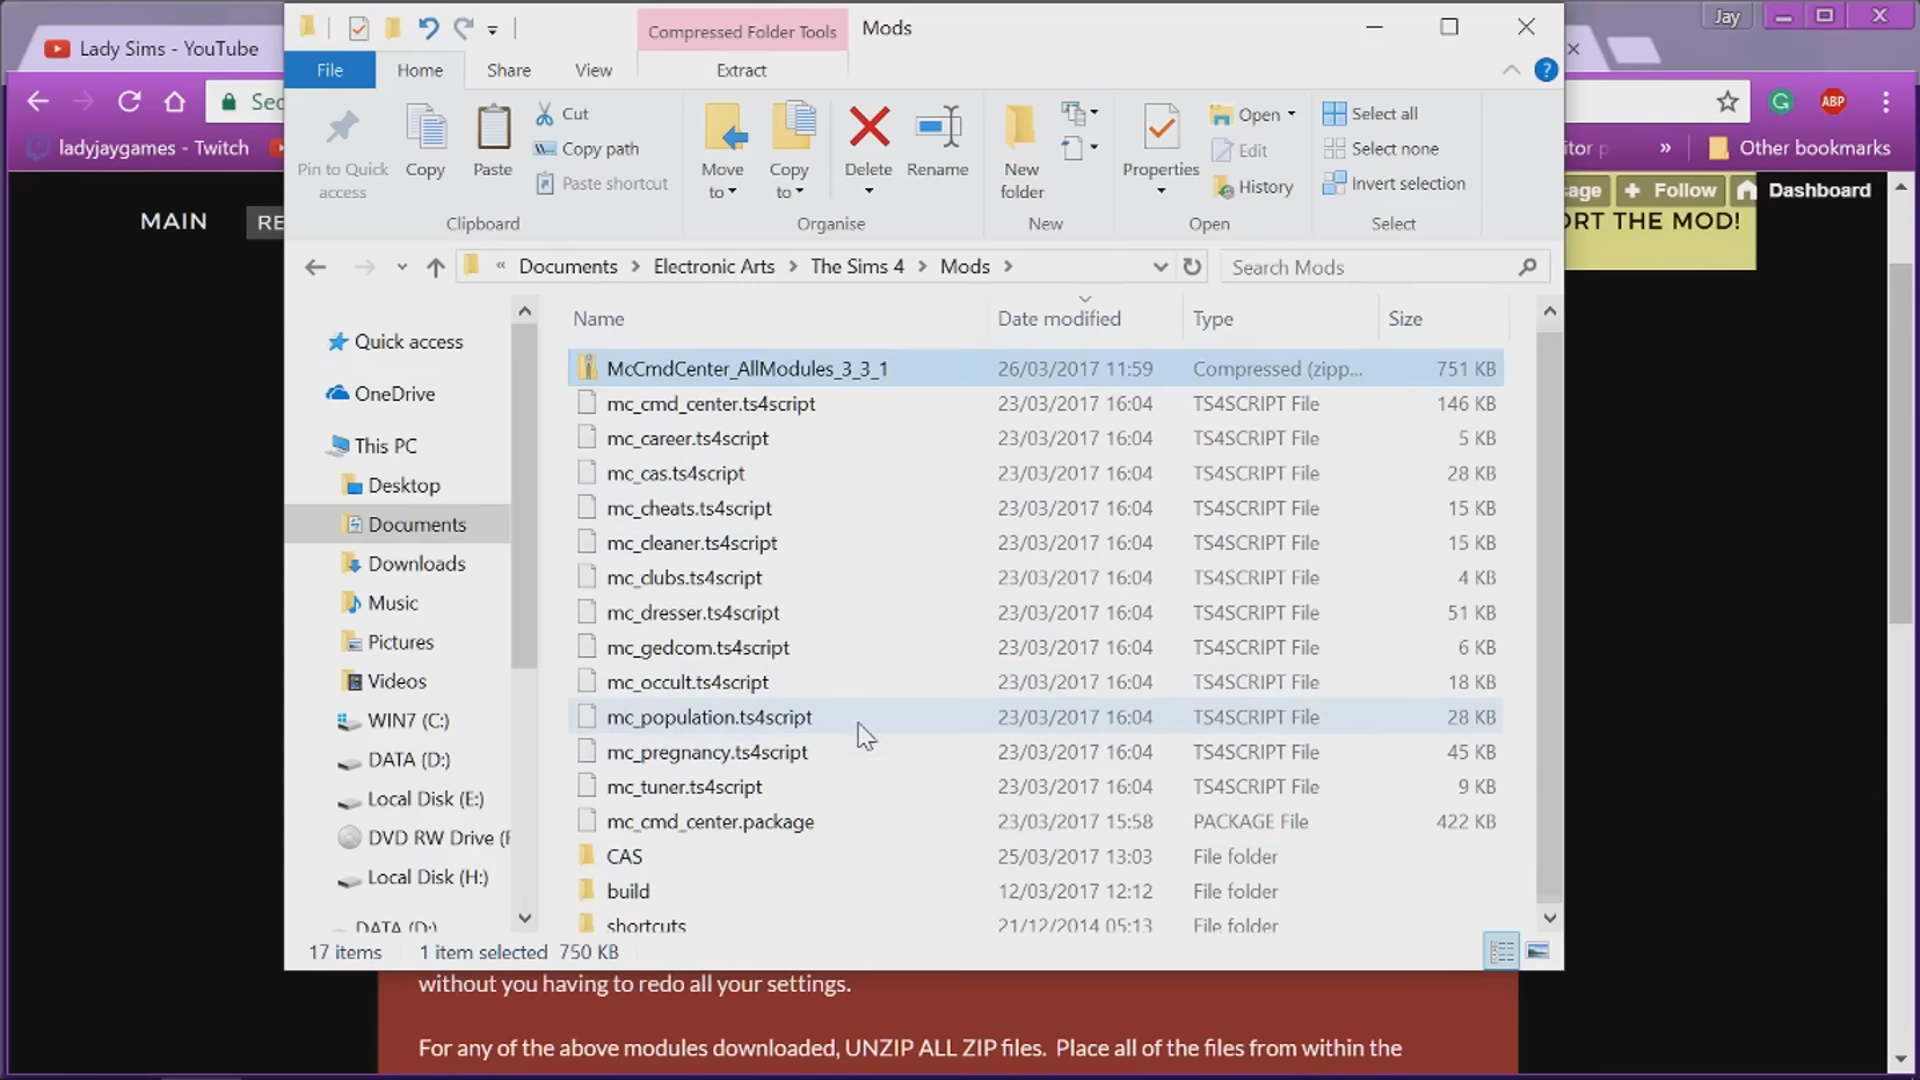 Lady Sims - YouTube
Compressed Folder Tools
Mods
Jay
File
Home
Share
View
Extract
Sec
ABP
ladyjaygames - Twitch
Pin to Quick access
Copy
Paste
Cut
Copy path
Paste shortcut
Clipboard
Move to
Copy to
Delete
Rename
Organise
New folder
New
Properties
Open
Edit
History
Open
Select all
Select none
Invert selection
Select
itor p
»
Other bookmarks
MAIN
RE
age
+ Follow
Dashboard
ORT THE MOD!
« Documents > Electronic Arts > The Sims 4 > Mods >
Search Mods
Quick access
OneDrive
This PC
Desktop
Documents
Downloads
Music
Pictures
Videos
WIN7 (C:)
DATA (D:)
Local Disk (E:)
DVD RW Drive (F
Local Disk (H:)
DATA (D:)
Name Date modified Type Size
McCmdCenter_AllModules_3_3_1 26/03/2017 11:59 Compressed (zipp... 751 KB
mc_cmd_center.ts4script 23/03/2017 16:04 TS4SCRIPT File 146 KB
mc_career.ts4script 23/03/2017 16:04 TS4SCRIPT File 5 KB
mc_cas.ts4script 23/03/2017 16:04 TS4SCRIPT File 28 KB
mc_cheats.ts4script 23/03/2017 16:04 TS4SCRIPT File 15 KB
mc_cleaner.ts4script 23/03/2017 16:04 TS4SCRIPT File 15 KB
mc_clubs.ts4script 23/03/2017 16:04 TS4SCRIPT File 4 KB
mc_dresser.ts4script 23/03/2017 16:04 TS4SCRIPT File 51 KB
mc_gedcom.ts4script 23/03/2017 16:04 TS4SCRIPT File 6 KB
mc_occult.ts4script 23/03/2017 16:04 TS4SCRIPT File 18 KB
mc_population.ts4script 23/03/2017 16:04 TS4SCRIPT File 28 KB
mc_pregnancy.ts4script 23/03/2017 16:04 TS4SCRIPT File 45 KB
mc_tuner.ts4script 23/03/2017 16:04 TS4SCRIPT File 9 KB
mc_cmd_center.package 23/03/2017 15:58 PACKAGE File 422 KB
CAS 25/03/2017 13:03 File folder
build 12/03/2017 12:12 File folder
shortcuts 21/12/2014 05:13 File folder
17 items 1 item selected 750 KB
without you having to redo all your settings.
For any of the above modules downloaded, UNZIP ALL ZIP files. Place all of the files from within the